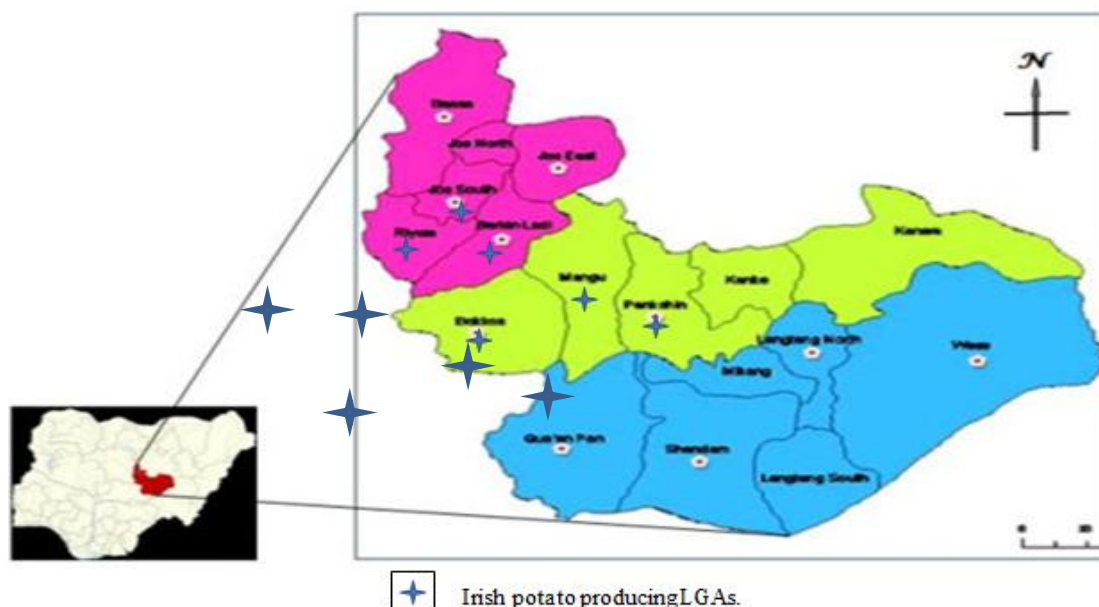 N
Bassa
Jos North
Jos East
Jos South
Barkin Ladi
Riyom
Kanam
Mangu
Kanke
Pankshin
Bokkos
Langtang North
Wase
Mikang
Qua'an Pan
Shendam
Langtang South
0
Irish potato producing LGAs.